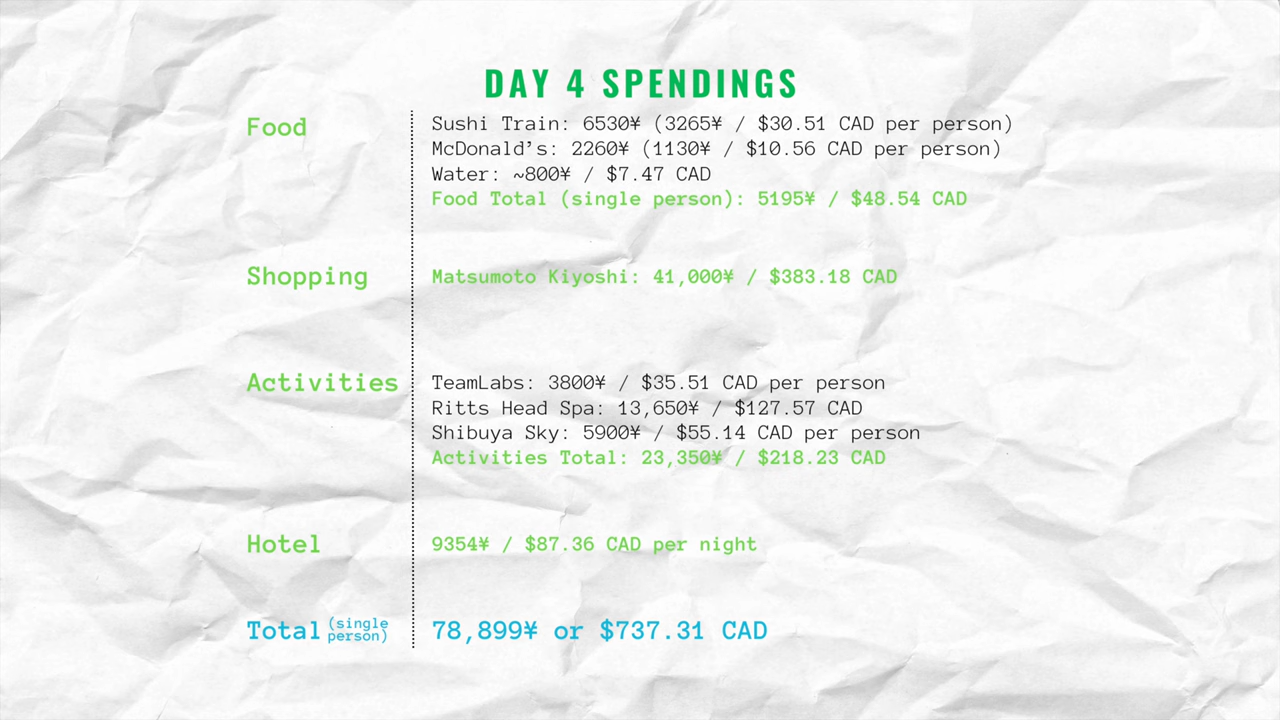 DAY 4 SPENDINGS
Food
Sushi Train: 6530¥ (3265¥ / $30.51 CAD per person)
McDonald’s: 2260¥ (1130¥ / $10.56 CAD per person)
Water: ~800¥ / $7.47 CAD
Food Total (single person): 5195¥ / $48.54 CAD
Shopping
Matsumoto Kiyoshi: 41,000¥ / $383.18 CAD
Activities
TeamLabs: 3800¥ / $35.51 CAD per person
Ritts Head Spa: 13,650¥ / $127.57 CAD
Shibuya Sky: 5900¥ / $55.14 CAD per person
Activities Total: 23,350¥ / $218.23 CAD
Hotel
9354¥ / $87.36 CAD per night
Total (single person)
78,899¥ or $737.31 CAD